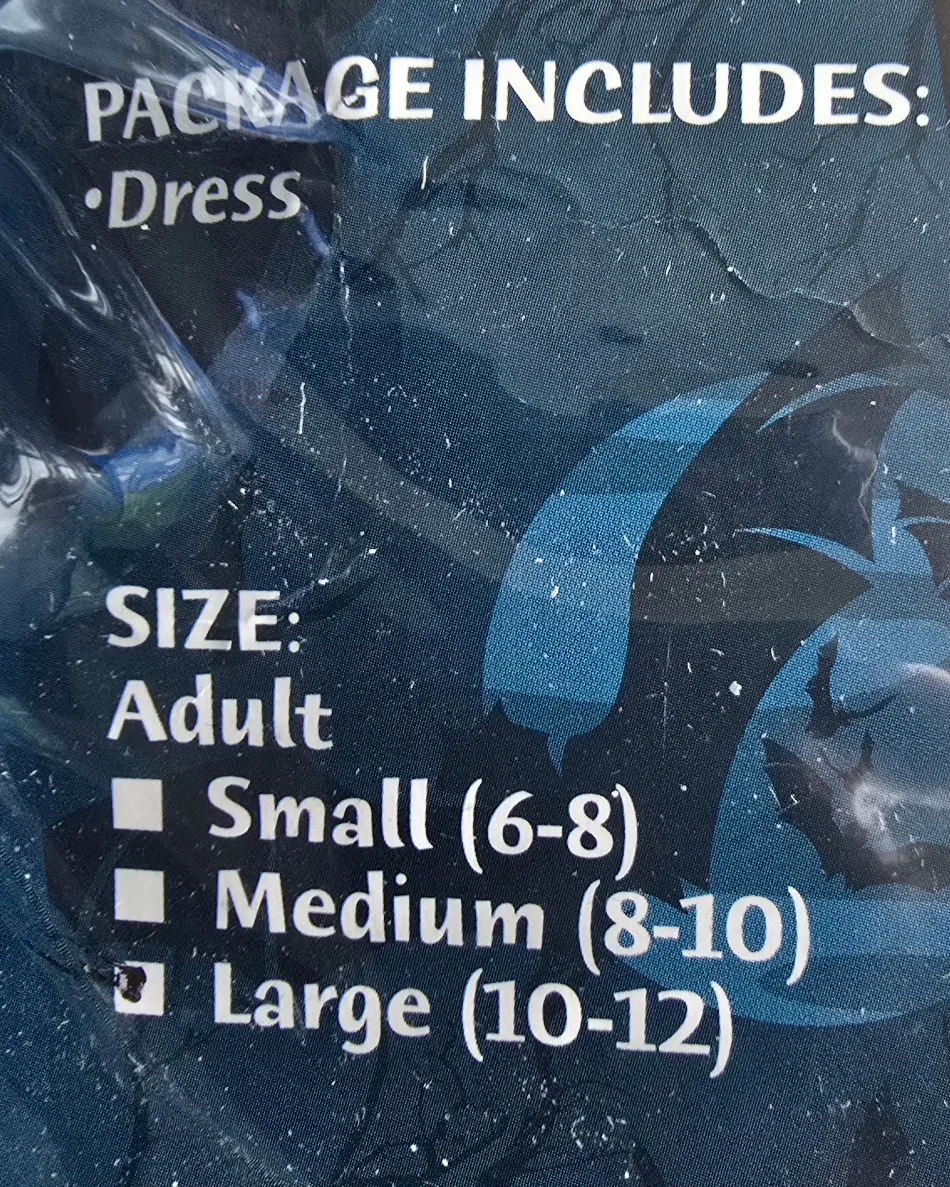 PACKAGE INCLUDES:
•Dress
SIZE:
Adult
Small (6-8)
Medium (8-10)
Large (10-12)